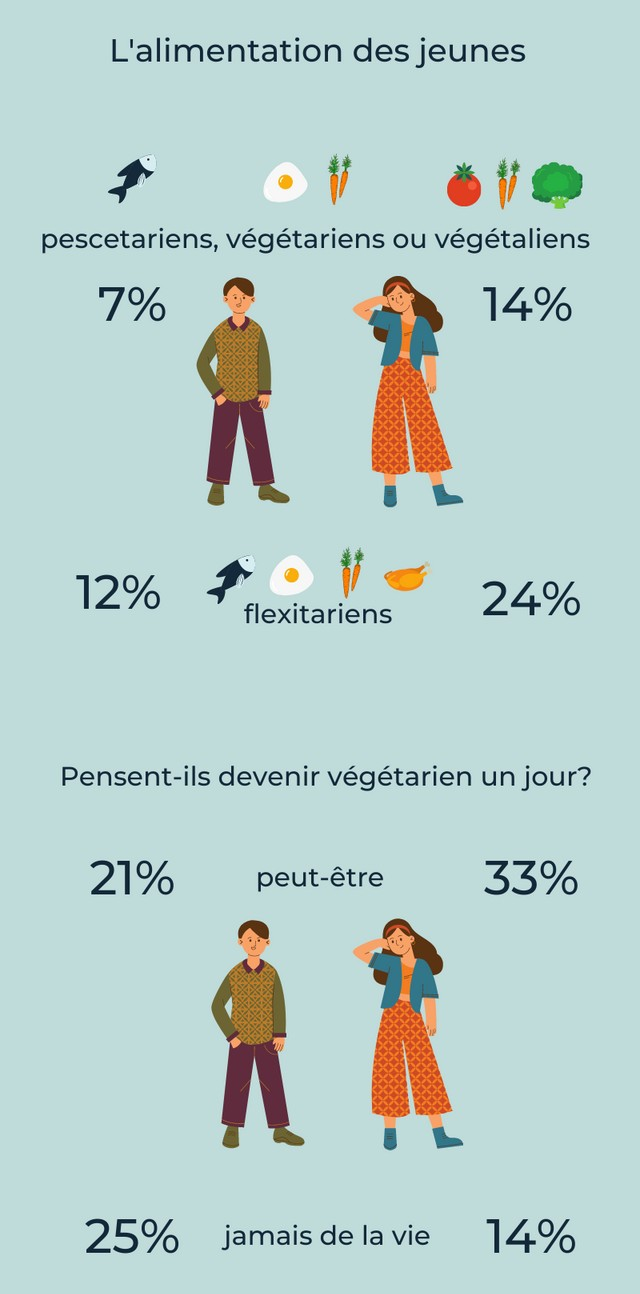 L'alimentation des jeunes
pescetariens, végétariens ou végétaliens
7% 14%
12% 24%
flexitariens
Pensent-ils devenir végétarien un jour?
21% peut-être 33%
25% jamais de la vie 14%